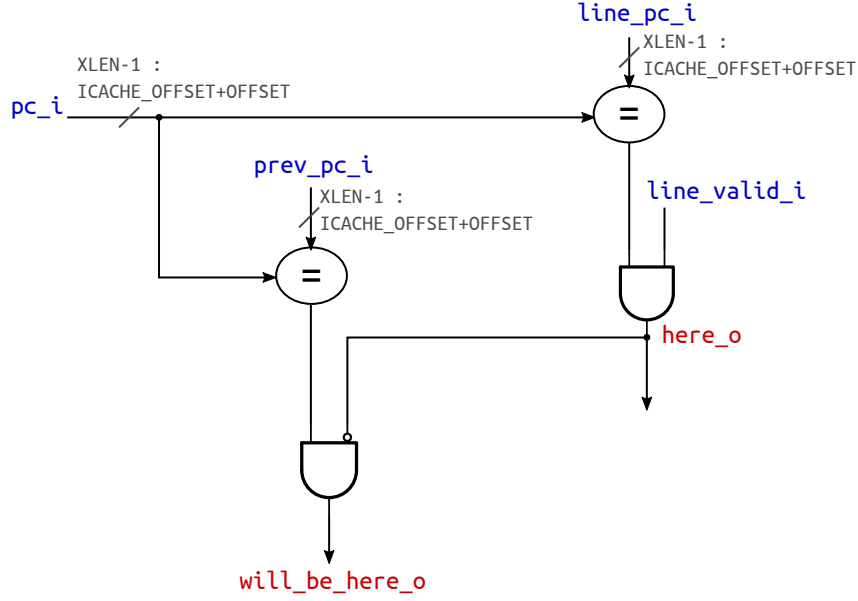 line_pc_i
XLEN-1 :
ICACHE_OFFSET+OFFSET
XLEN-1 :
ICACHE_OFFSET+OFFSET
pc_i
=
prev_pc_i
XLEN-1 :
ICACHE_OFFSET+OFFSET
line_valid_i
=
here_o
will_be_here_o